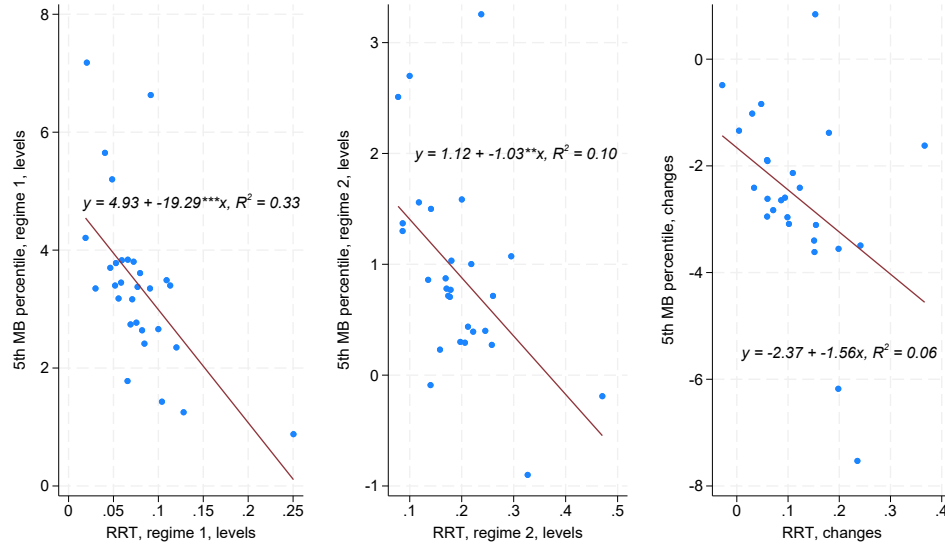 8
6
4
2
0
5th MB percentile, regime 1, levels
y = 4.93 + -19.29***x, R² = 0.33
0 .05 .1 .15 .2 .25
RRT, regime 1, levels
3
2
1
0
-1
5th MB percentile, regime 2, levels
y = 1.12 + -1.03**x, R² = 0.10
.1 .2 .3 .4 .5
RRT, regime 2, levels
0
-2
-4
-6
-8
5th MB percentile, changes
y = -2.37 + -1.56x, R² = 0.06
0 .1 .2 .3 .4
RRT, changes